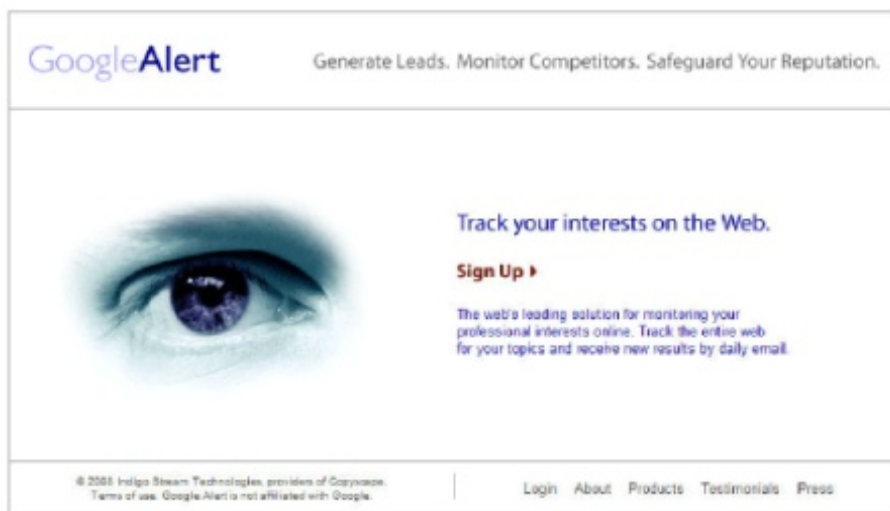 GoogleAlert
Generate Leads. Monitor Competitors. Safeguard Your Reputation.
Track your interests on the Web.
Sign Up
The web's leading solution for monitoring your
professional interests online. Track the entire web
for your topics and receive new results by daily email.
© 2008 Indigo Stream Technologies, providers of Copyscape.
Terms of use. Google Alert is not affiliated with Google.
Login About Products Testimonials Press